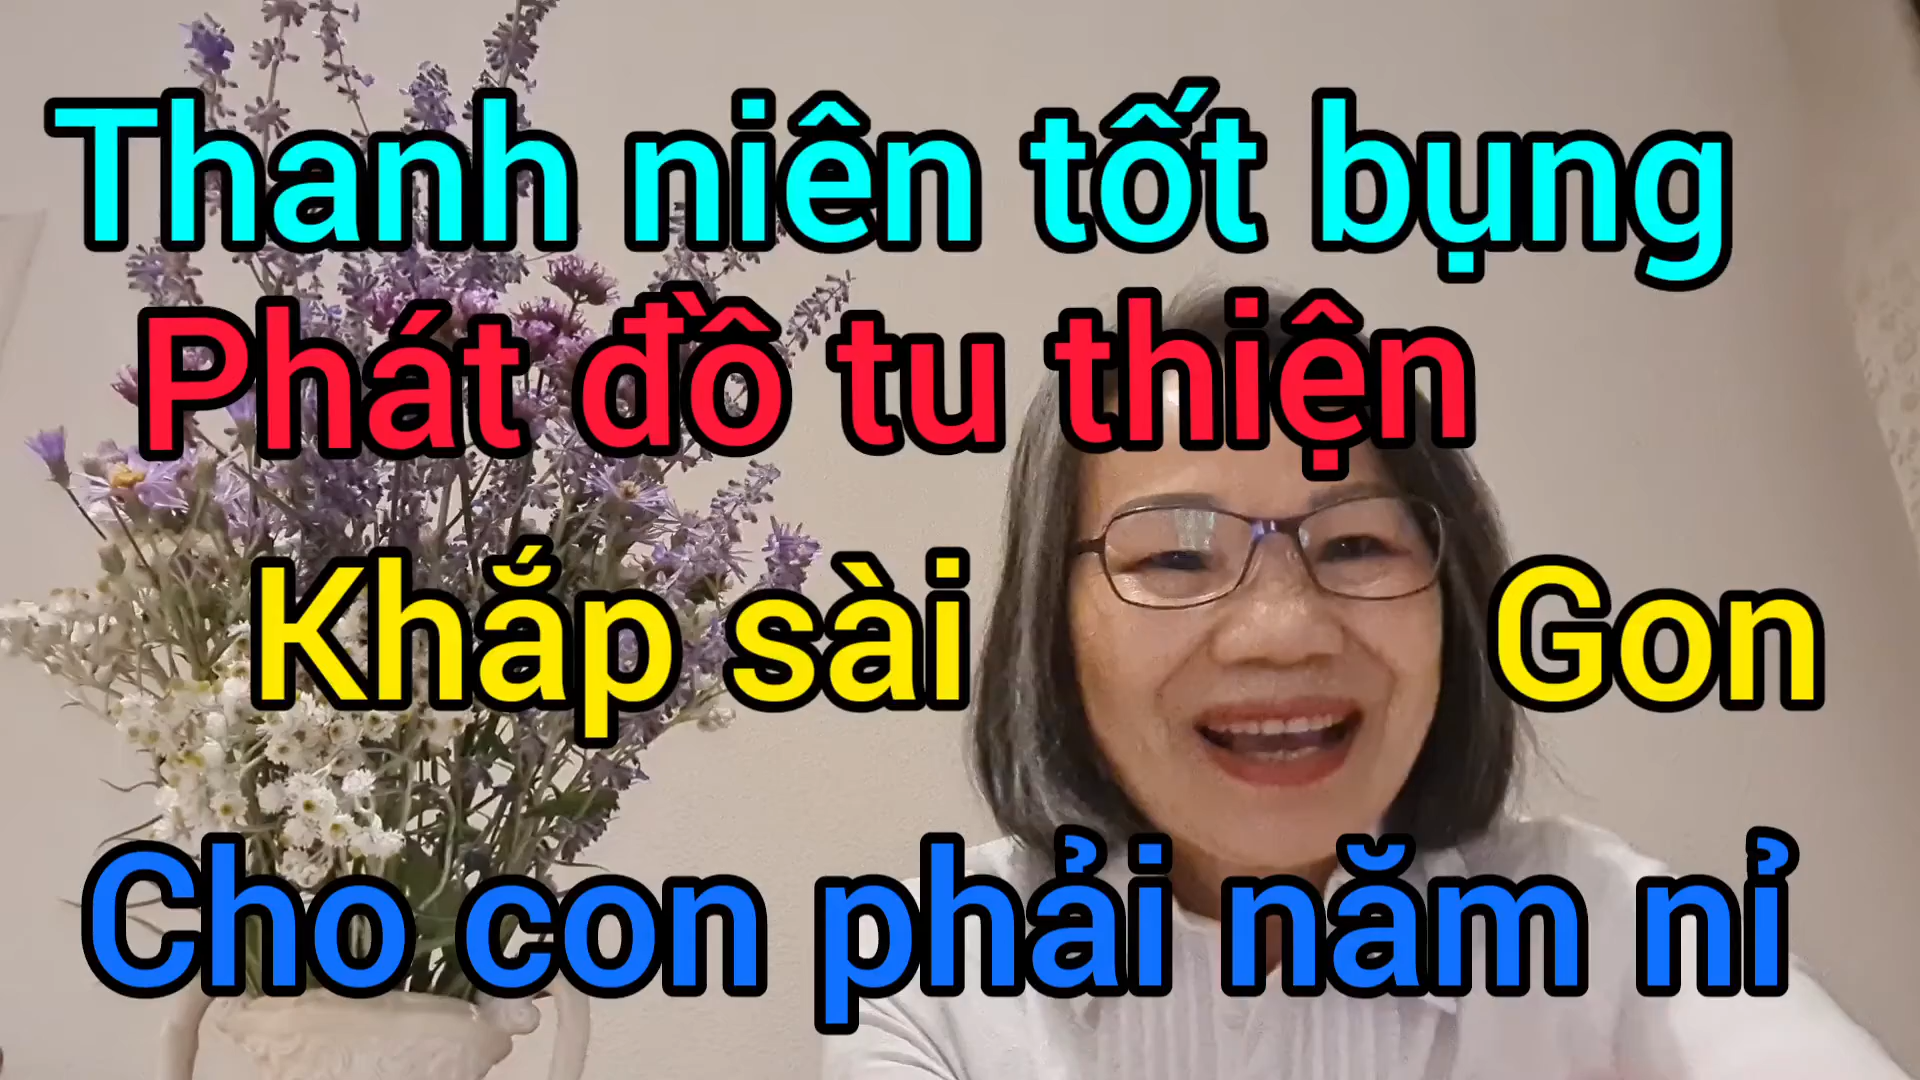 Thanh niên tốt bụng
Phát đồ tu thiện
Khắp sài Gon
Cho con phải năm nỉ